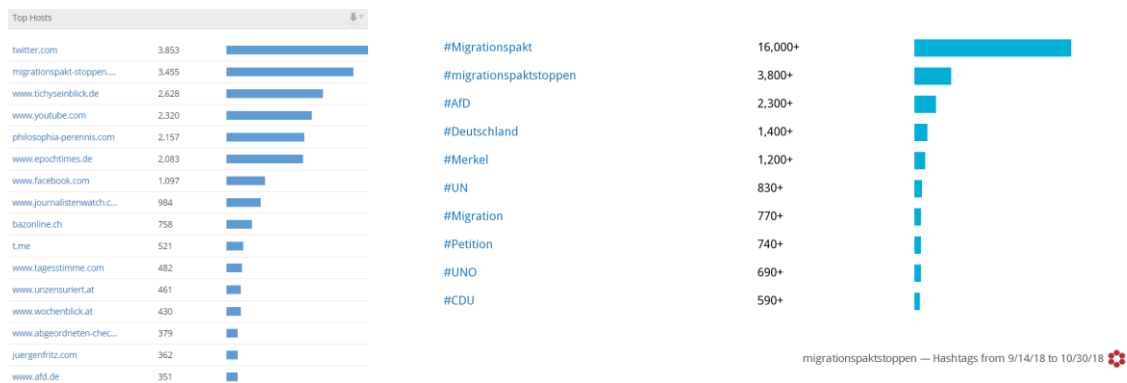 Top Hosts
twitter.com 3,853
migrationspakt-stoppen.... 3,455
www.tichyseinblick.de 2,628
www.youtube.com 2,320
philosophia-perennis.com 2,157
www.epochtimes.de 2,083
www.facebook.com 1,097
www.journalistenwatch.c... 984
bazonline.ch 758
t.me 521
www.tagesstimme.com 482
www.unzensuriert.at 461
www.wochenblick.at 430
www.abgeordneten-chec... 379
juergenfritz.com 362
www.afd.de 351
#Migrationspakt 16,000+
#migrationspaktstoppen 3,800+
#AfD 2,300+
#Deutschland 1,400+
#Merkel 1,200+
#UN 830+
#Migration 770+
#Petition 740+
#UNO 690+
#CDU 590+
migrationspaktstoppen — Hashtags from 9/14/18 to 10/30/18